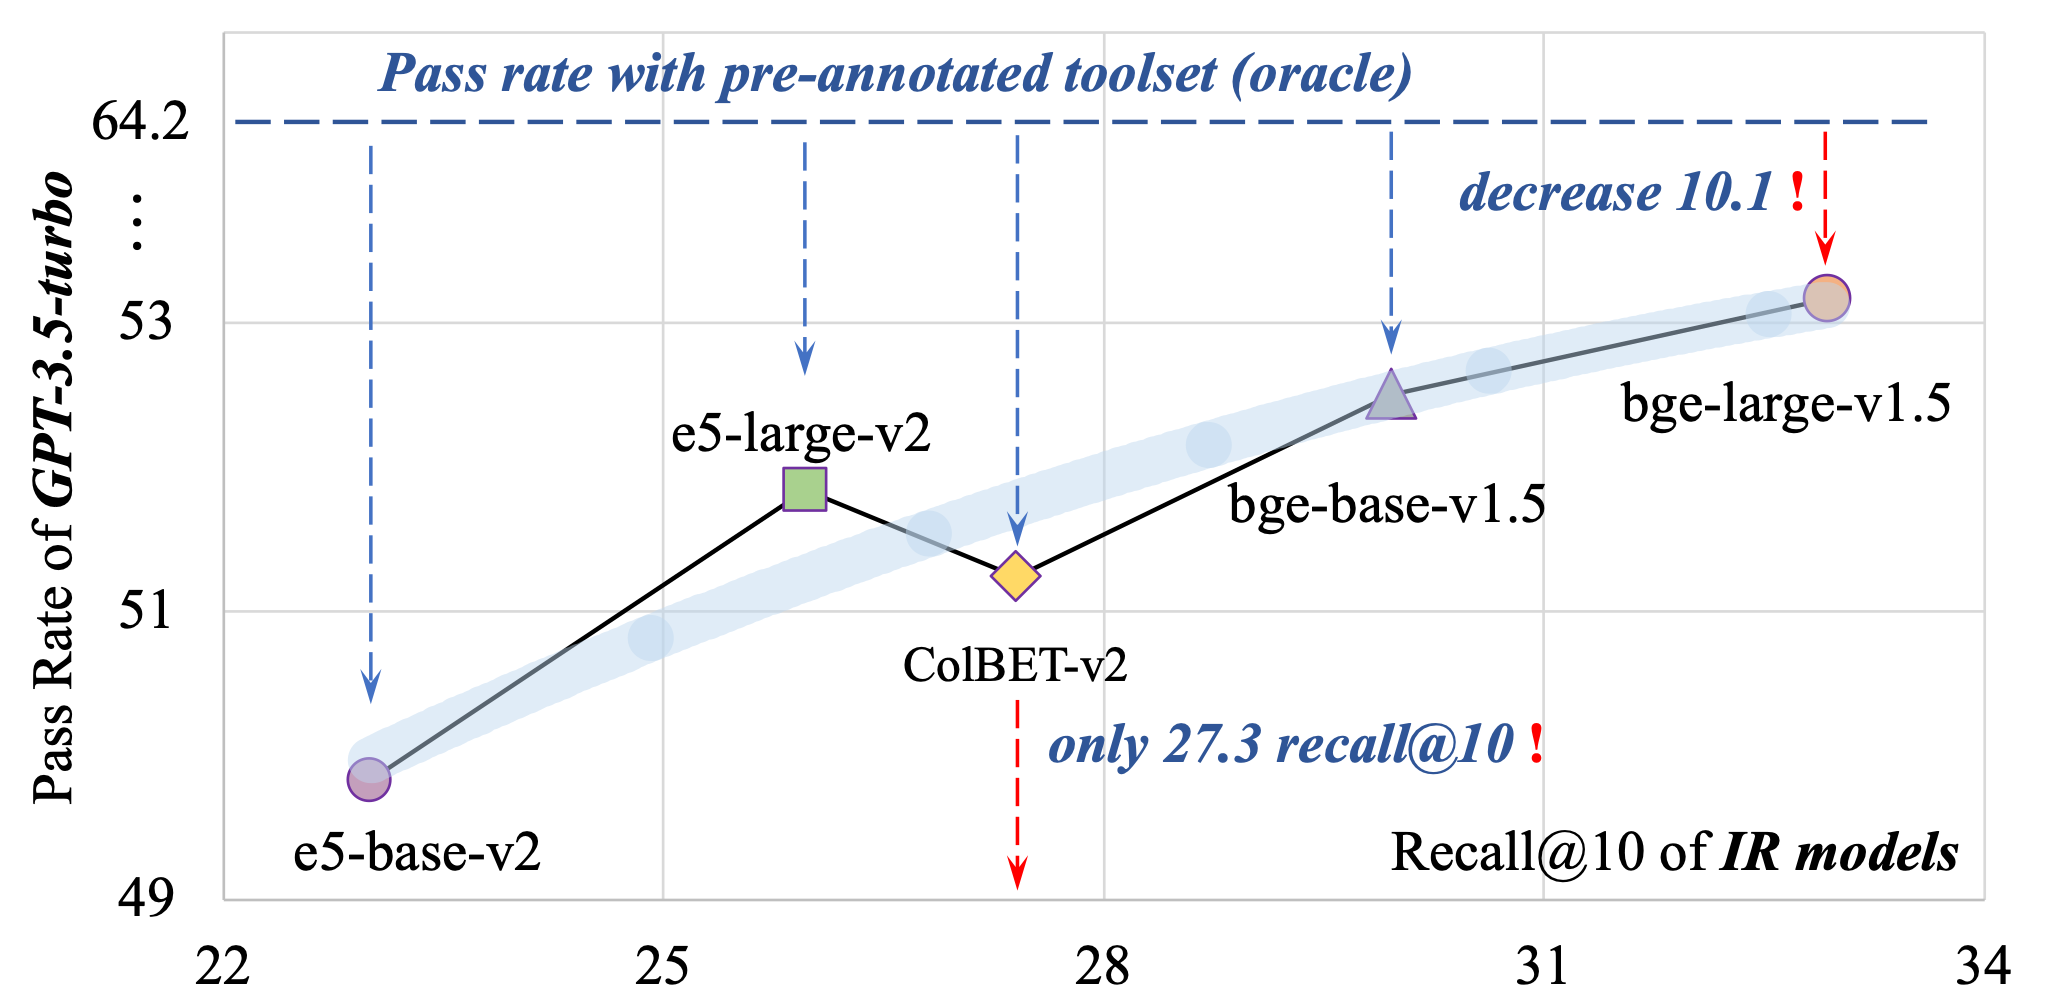 Pass rate with pre-annotated toolset (oracle)
64.2
decrease 10.1 !
Pass Rate of GPT-3.5-turbo
53
bge-large-v1.5
e5-large-v2
bge-base-v1.5
51
ColBET-v2
only 27.3 recall@10 !
e5-base-v2
Recall@10 of IR models
49
22 25 28 31 34